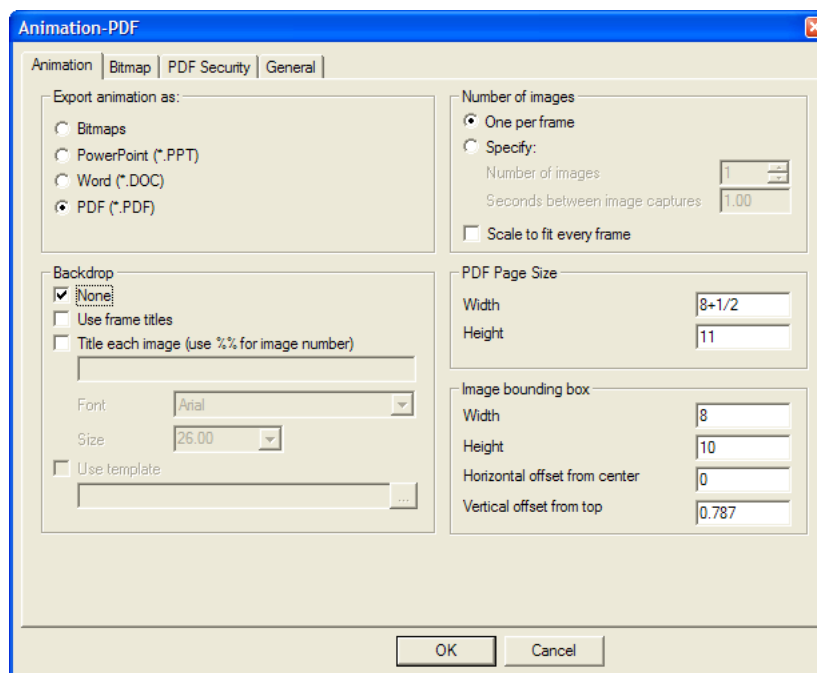 Animation-PDF
Animation Bitmap PDF Security General
Export animation as:
Bitmaps
PowerPoint (*.PPT)
Word (*.DOC)
PDF (*.PDF)
Number of images
One per frame
Specify:
Number of images 1
Seconds between image captures 1.00
Scale to fit every frame
Backdrop
None
Use frame titles
Title each image (use %% for image number)
Font Arial
Size 26.00
Use template
...
PDF Page Size
Width 8+1/2
Height 11
Image bounding box
Width 8
Height 10
Horizontal offset from center 0
Vertical offset from top 0.787
OK Cancel